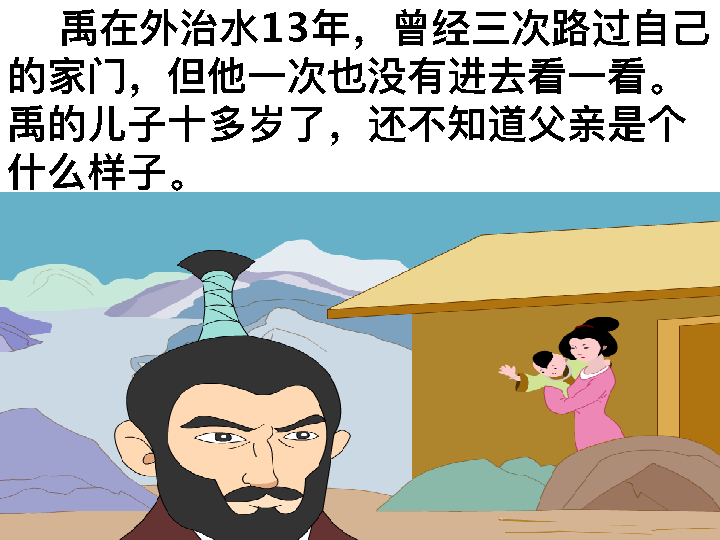 禹在外治水13年，曾经三次路过自己
的家门，但他一次也没有进去看一看。
禹的儿子十多岁了，还不知道父亲是个
什么样子。